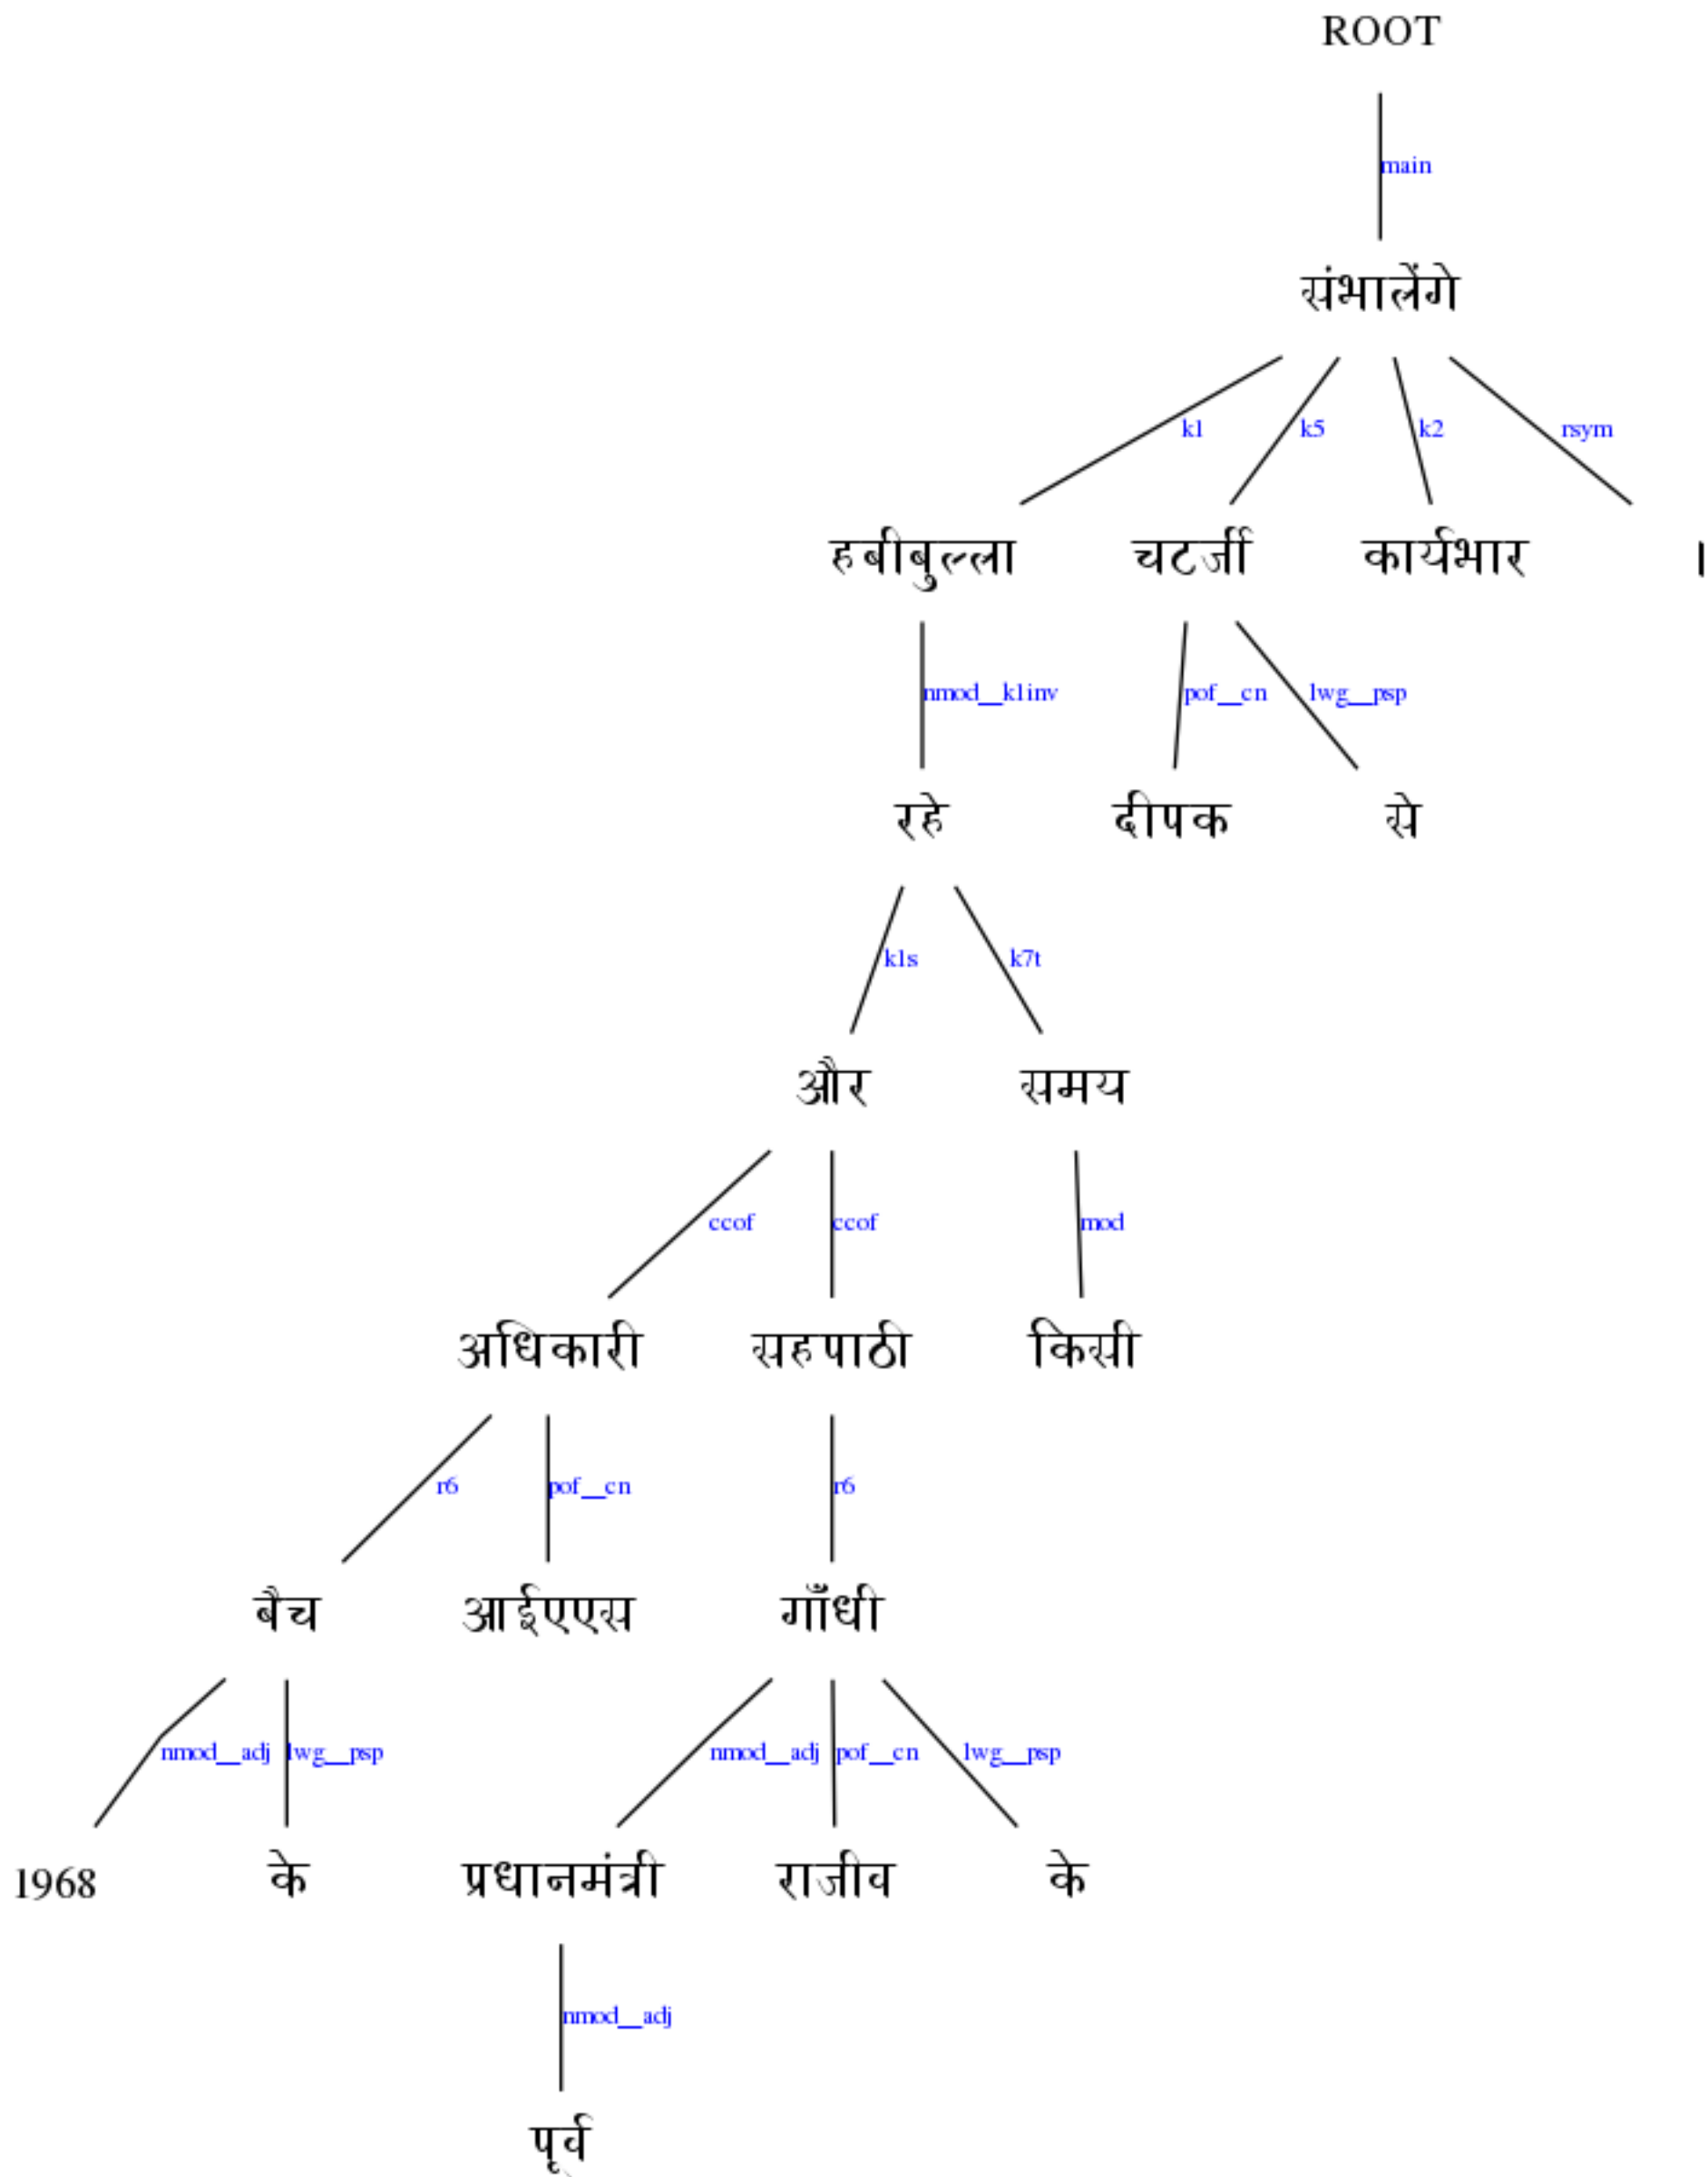 ROOT
main
संभालेंगे
k1 k5 k2 rsym
हबीबुल्ला चटर्जी कार्यभार ।
nmod__k1inv pof__cn lwg__psp
रहे दीपक से
k1s k7t
और समय
ccof ccof mod
अधिकारी सहपाठी किसी
r6 pof__cn r6
बैच आईएएस गाँधी
nmod__adj lwg__psp nmod__adj pof__cn lwg__psp
1968 के प्रधानमंत्री राजीव के
nmod__adj
पूर्व